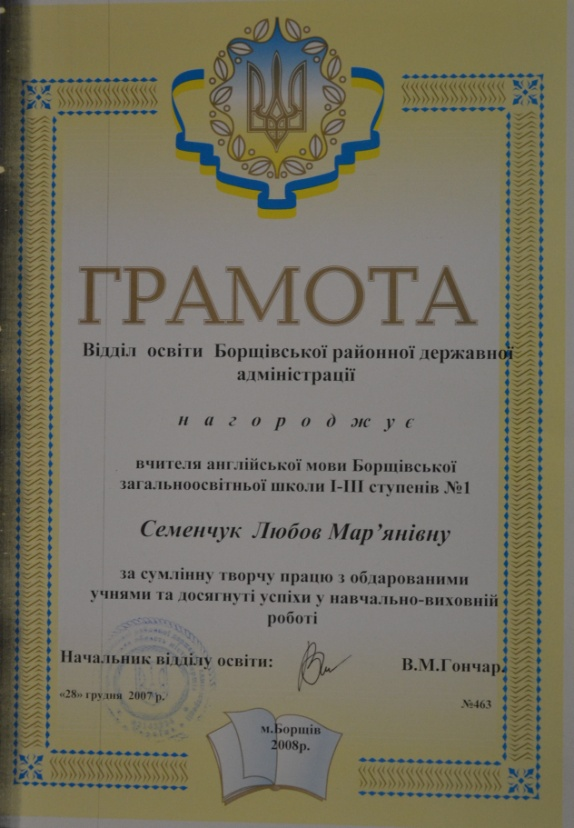 ГРАМОТА
Відділ освіти Борщівської районної державної
адміністрації
нагороджує
вчителя англійської мови Борщівської
загальноосвітньої школи І-ІІІ ступенів №1
Семенчук Любов Мар’янівну
за сумлінну творчу працю з обдарованими
учнями та досягнуті успіхи у навчально-виховній
роботі
Начальник відділу освіти: В.М.Гончар.
«28» грудня 2007 р. №463
м.Борщів
2008р.